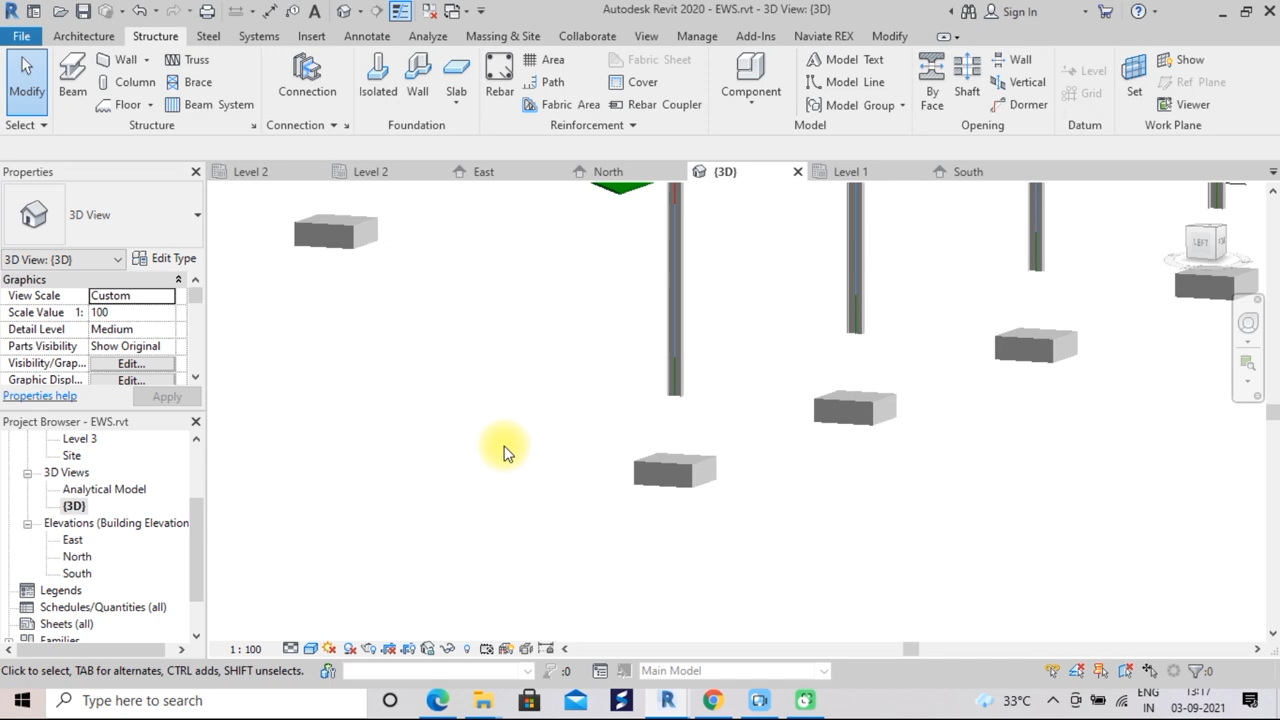 Autodesk Revit 2020 - EWS.rvt - 3D View: {3D}
Sign In
File Architecture Structure Steel Systems Insert Annotate Analyze Massing & Site Collaborate View Manage Add-Ins Naviate REX Modify
Modify
Select
Beam
Wall
Column
Floor
Truss
Brace
Beam System
Structure
Connection
Connection
Isolated
Wall
Slab
Foundation
Rebar
Area
Path
Fabric Area
Fabric Sheet
Cover
Rebar Coupler
Reinforcement
Component
Model Text
Model Line
Model Group
Model
By
Face
Shaft
Wall
Vertical
Dormer
Opening
Level
Grid
Datum
Set
Show
Ref Plane
Viewer
Work Plane
Properties
Level 2
Level 2
East
North
{3D}
Level 1
South
3D View
3D View: {3D}
Edit Type
Graphics
View Scale Custom
Scale Value 1: 100
Detail Level Medium
Parts Visibility Show Original
Visibility/Grap... Edit...
Graphic Displ... Edit...
Properties help
Apply
LEFT
Project Browser - EWS.rvt
Level 3
Site
3D Views
Analytical Model
{3D}
Elevations (Building Elevation
East
North
South
Legends
Schedules/Quantities (all)
Sheets (all)
Families
1 : 100
Click to select, TAB for alternates, CTRL adds, SHIFT unselects.
:0
Main Model
:0
Type here to search
33°C
ENG
IN
13:17
03-09-2021